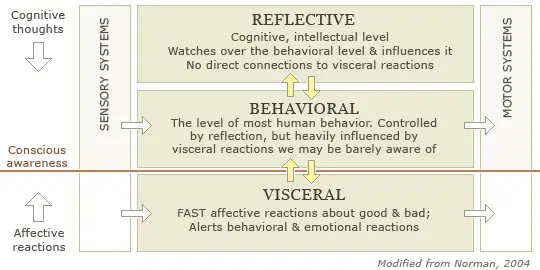 Cognitive
thoughts
Conscious
awareness
Affective
reactions
SENSORY SYSTEMS
REFLECTIVE
Cognitive, intellectual level
Watches over the behavioral level & influences it
No direct connections to visceral reactions
BEHAVIORAL
The level of most human behavior. Controlled
by reflection, but heavily influenced by
visceral reactions we may be barely aware of
VISCERAL
FAST affective reactions about good & bad;
Alerts behavioral & emotional reactions
MOTOR SYSTEMS
Modified from Norman, 2004